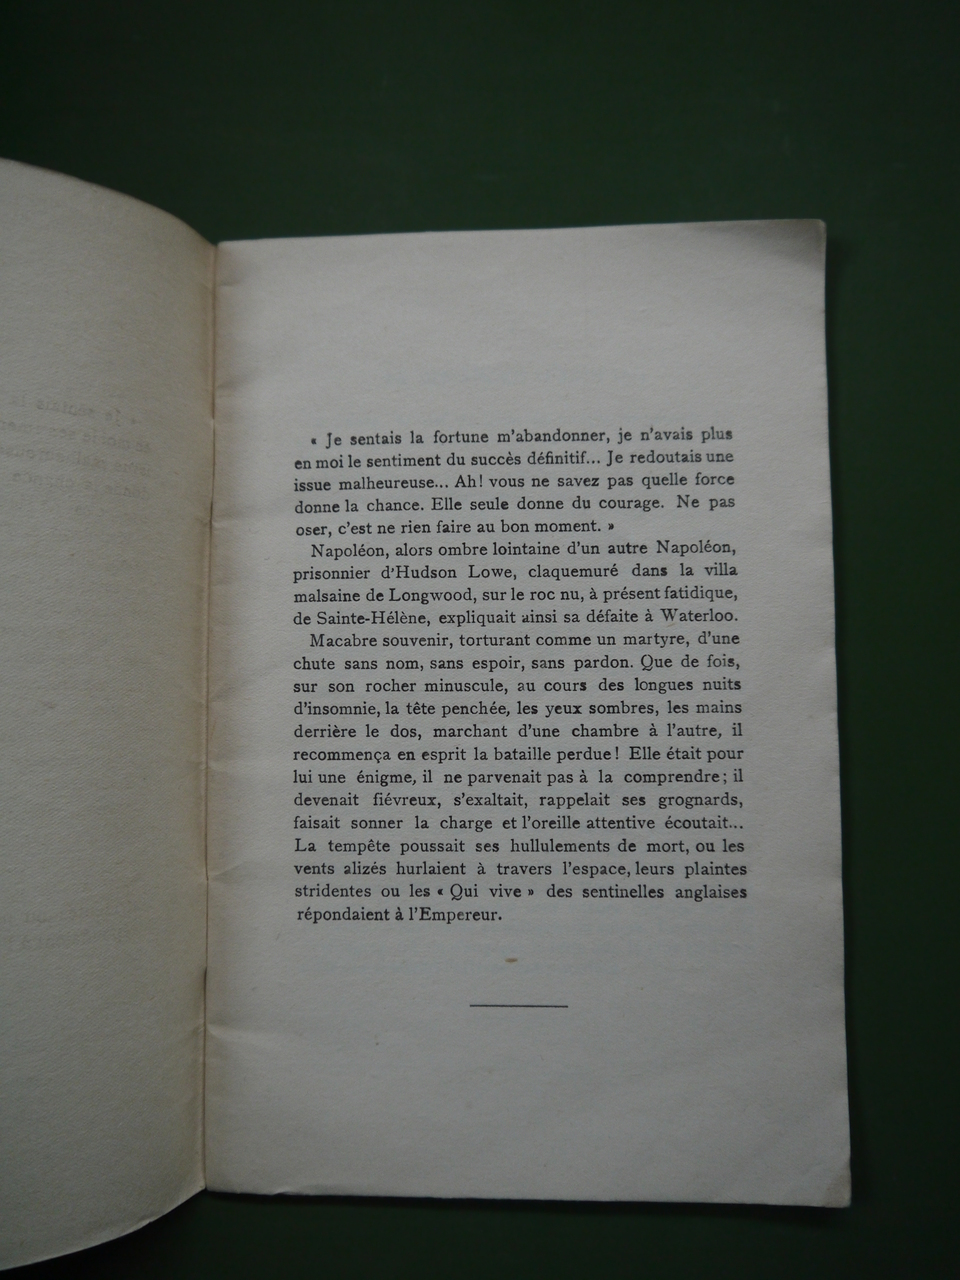 « Je sentais la fortune m'abandonner, je n'avais plus
en moi le sentiment du succès définitif... Je redoutais une
issue malheureuse... Ah! vous ne savez pas quelle force
donne la chance. Elle seule donne du courage. Ne pas
oser, c'est ne rien faire au bon moment. »
Napoléon, alors ombre lointaine d'un autre Napoléon,
prisonnier d'Hudson Lowe, claquemuré dans la villa
malsaine de Longwood, sur le roc nu, à présent fatidique,
de Sainte-Hélène, expliquait ainsi sa défaite à Waterloo.
Macabre souvenir, torturant comme un martyre, d'une
chute sans nom, sans espoir, sans pardon. Que de fois,
sur son rocher minuscule, au cours des longues nuits
d'insomnie, la tête penchée, les yeux sombres, les mains
derrière le dos, marchant d'une chambre à l'autre, il
recommença en esprit la bataille perdue! Elle était pour
lui une énigme, il ne parvenait pas à la comprendre; il
devenait fiévreux, s'exaltait, rappelait ses grognards,
faisait sonner la charge et l'oreille attentive écoutait...
La tempête poussait ses hullulements de mort, ou les
vents alizés hurlaient à travers l'espace, leurs plaintes
stridentes ou les « Qui vive » des sentinelles anglaises
répondaient à l'Empereur.